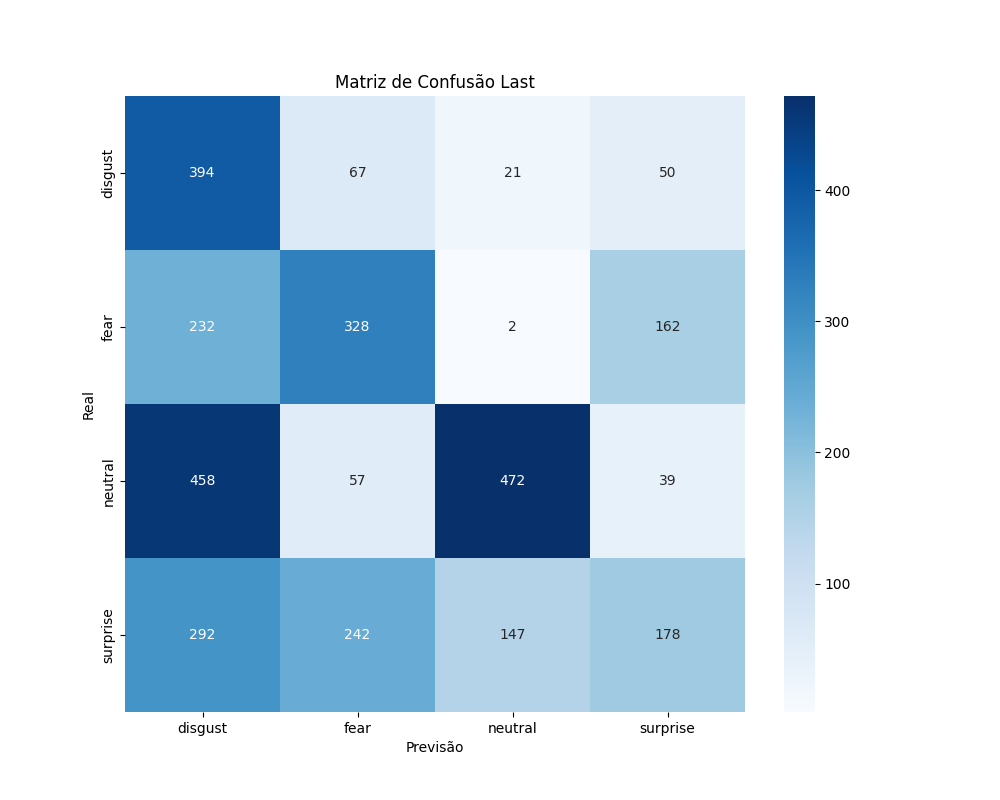 Matriz de Confusão Last
disgust 394 67 21 50
fear 232 328 2 162
neutral 458 57 472 39
surprise 292 242 147 178
disgust fear neutral surprise
Real
Previsão
400
300
200
100